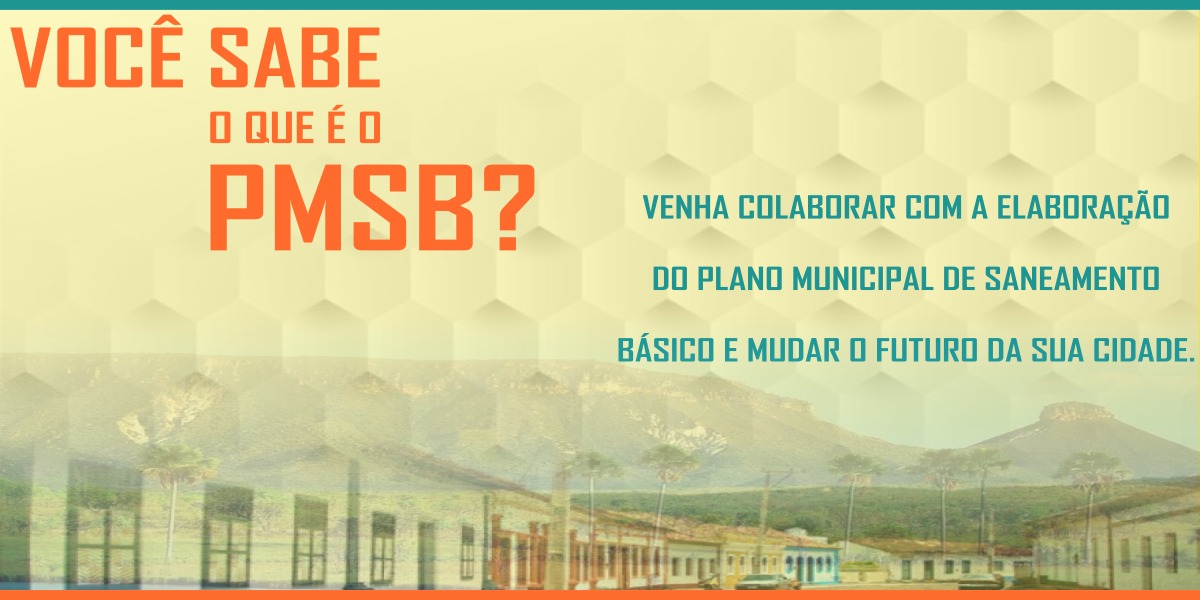 VOCÊ SABE
O QUE É O
PMSB?
VENHA COLABORAR COM A ELABORAÇÃO
DO PLANO MUNICIPAL DE SANEAMENTO
BÁSICO E MUDAR O FUTURO DA SUA CIDADE.